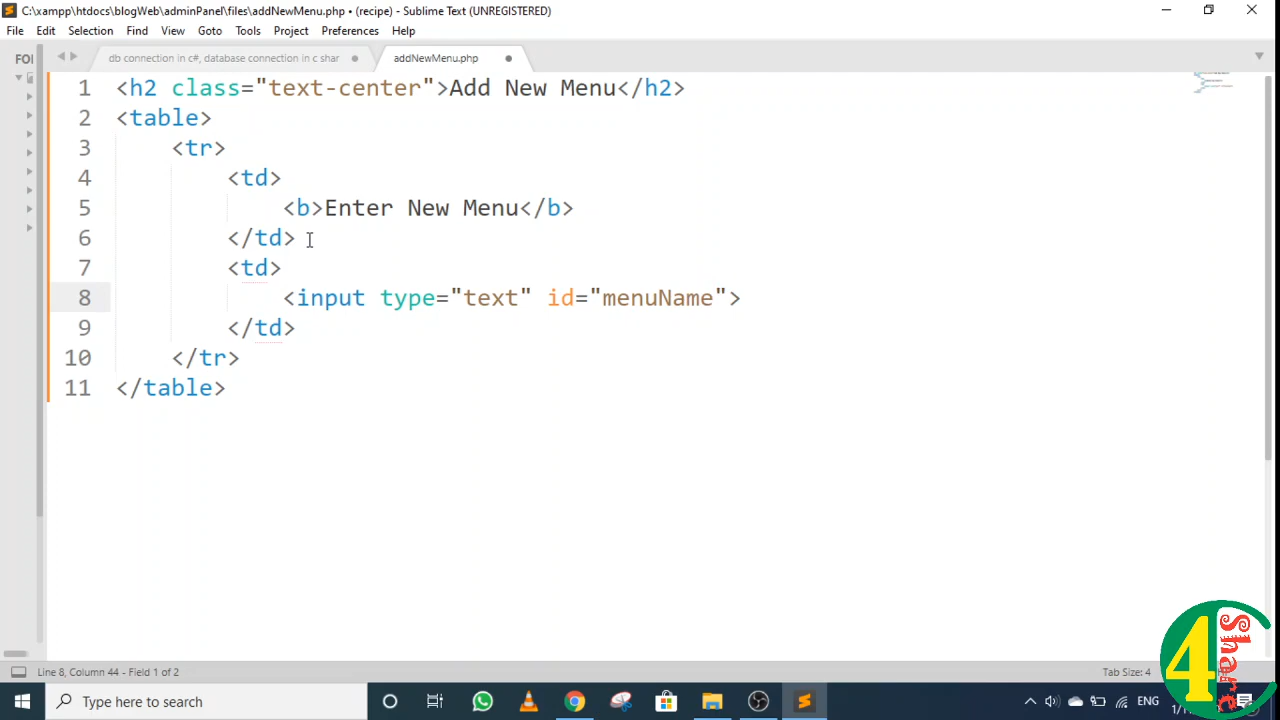 C:\xampp\htdocs\blogWeb\adminPanel\files\addNewMenu.php • (recipe) - Sublime Text (UNREGISTERED)
File Edit Selection Find View Goto Tools Project Preferences Help
FOI
db connection in c#, database connection in c shar
addNewMenu.php
1 <h2 class="text-center">Add New Menu</h2>
2 <table>
3 <tr>
4 <td>
5 <b>Enter New Menu</b>
6 </td>
7 <td>
8 <input type="text" id="menuName">
9 </td>
10 </tr>
11 </table>
Line 8, Column 44 - Field 1 of 2
Tab Size: 4
4 Share
Type here to search
ENG